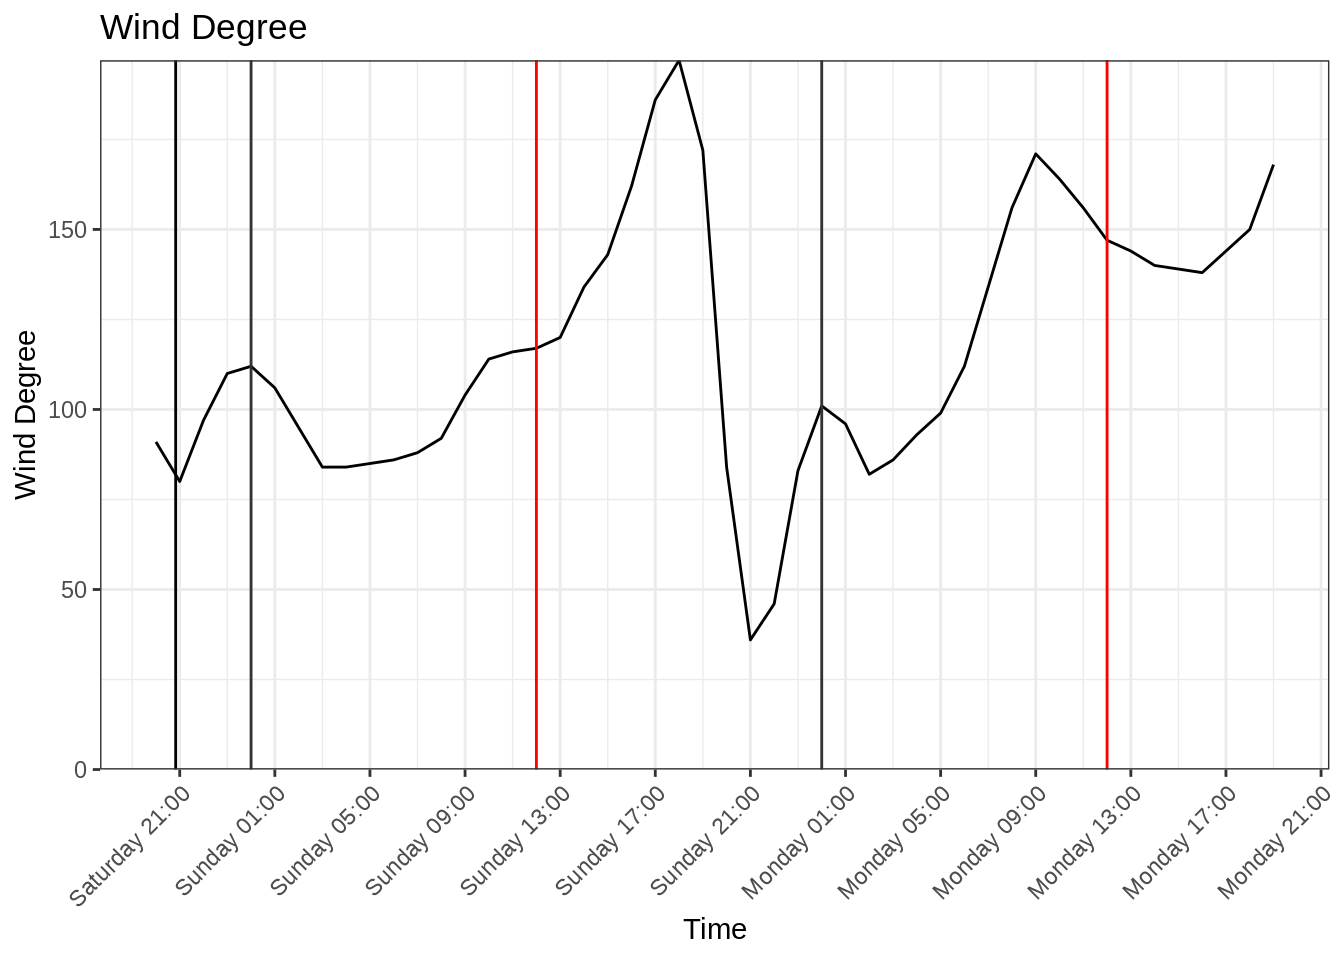 Wind Degree
Wind Degree
150
100
50
0
Saturday 21:00
Sunday 01:00
Sunday 05:00
Sunday 09:00
Sunday 13:00
Sunday 17:00
Sunday 21:00
Monday 01:00
Monday 05:00
Monday 09:00
Monday 13:00
Monday 17:00
Monday 21:00
Time